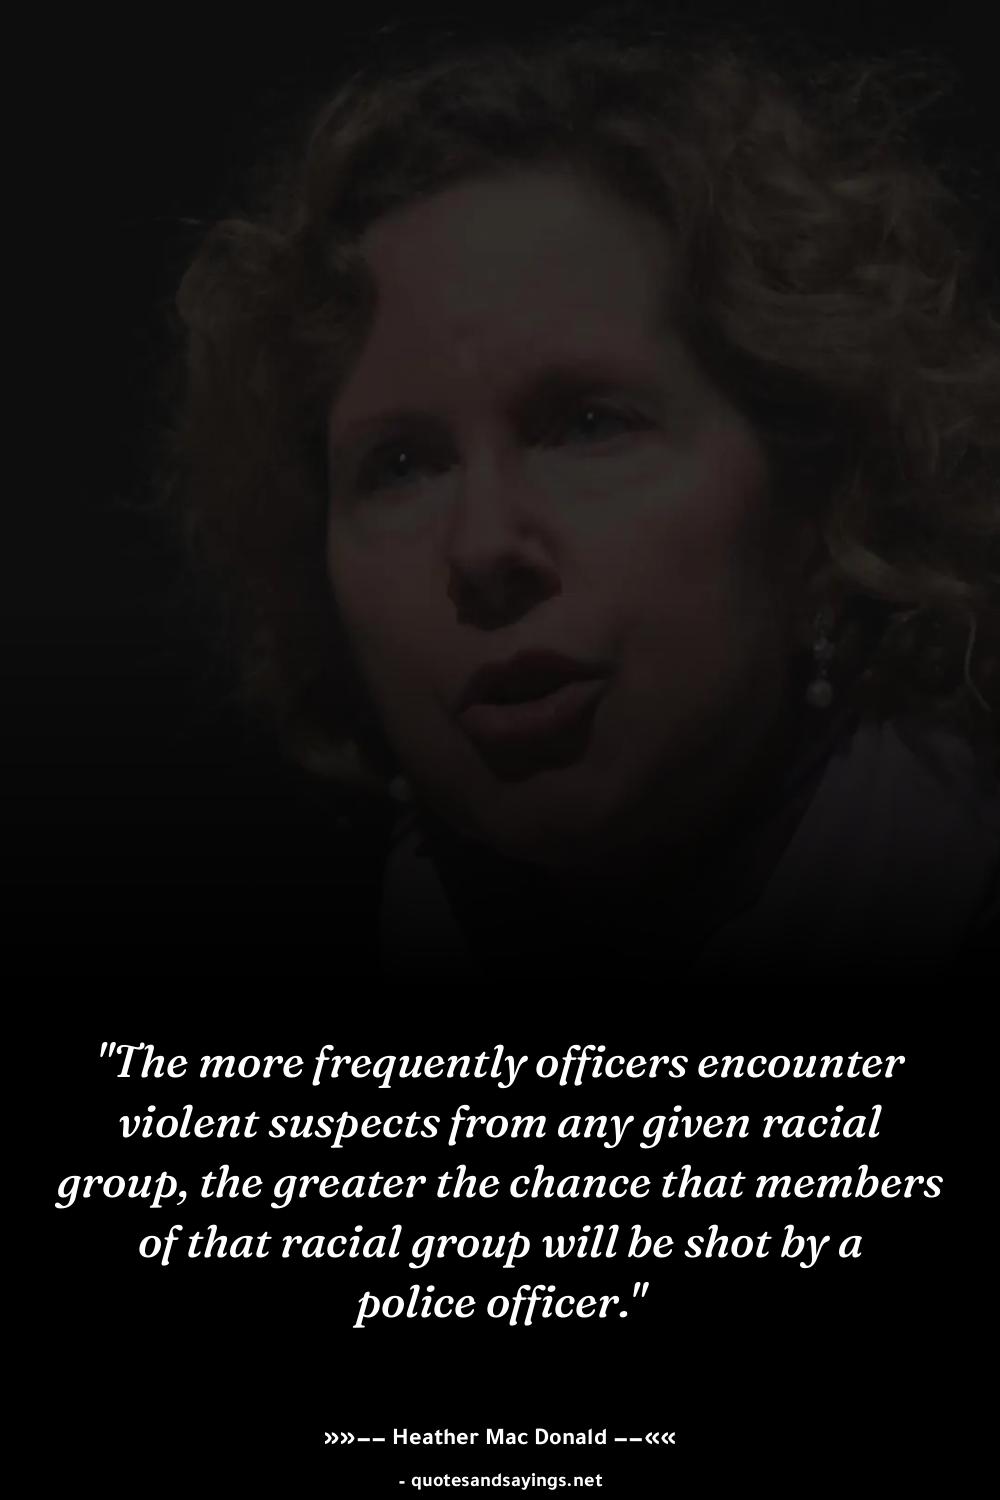 "The more frequently officers encounter
violent suspects from any given racial
group, the greater the chance that members
of that racial group will be shot by a
police officer."
»»−− Heather Mac Donald −−««
- quotesandsayings.net